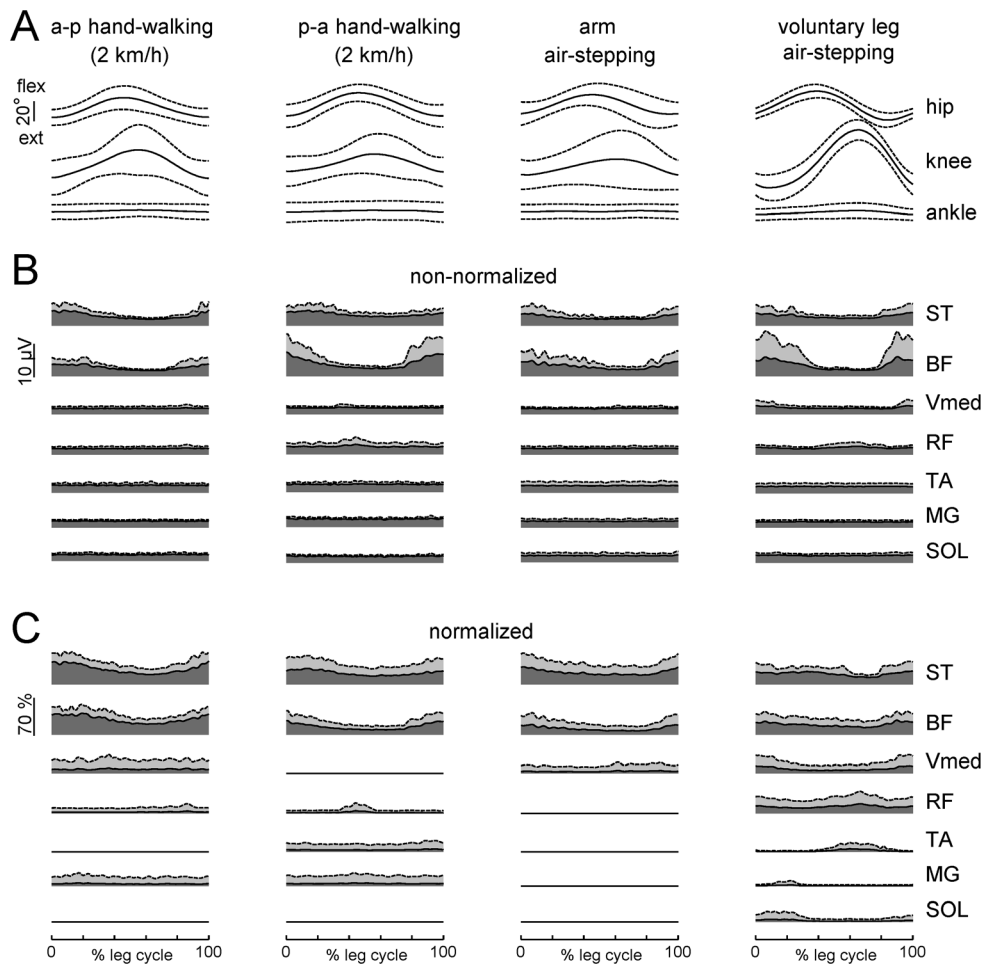 A
a-p hand-walking
(2 km/h)
p-a hand-walking
(2 km/h)
arm
air-stepping
voluntary leg
air-stepping
flex
20°
ext
hip
knee
ankle
B
non-normalized
10 μV
ST
BF
Vmed
RF
TA
MG
SOL
C
normalized
70 %
ST
BF
Vmed
RF
TA
MG
SOL
0 % leg cycle 100
0 % leg cycle 100
0 % leg cycle 100
0 % leg cycle 100